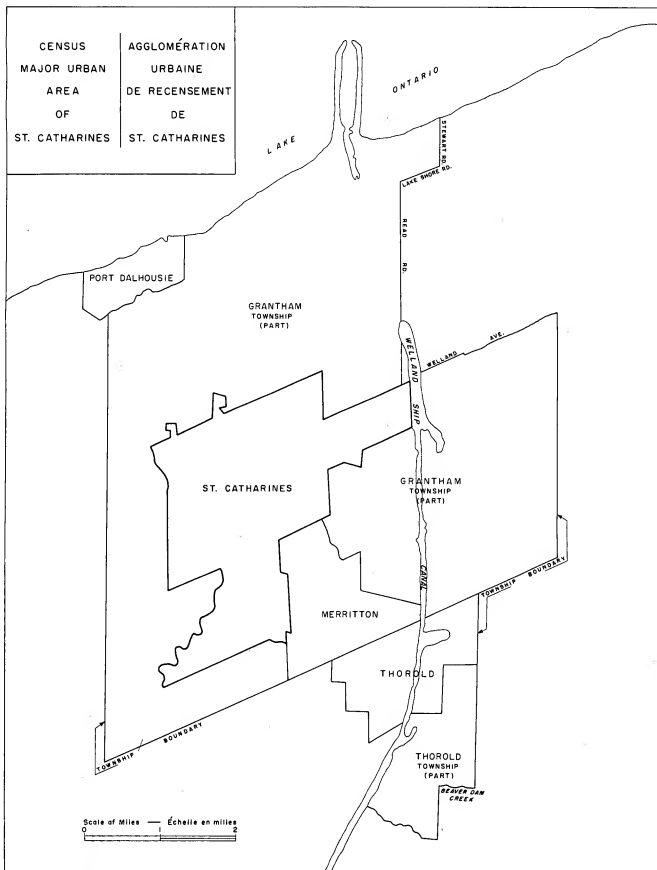 CENSUS
MAJOR URBAN
AREA
OF
ST. CATHARINES
AGGLOMÉRATION
URBAINE
DE RECENSEMENT
DE
ST. CATHARINES
LAKE ONTARIO
STEWART RD.
LAKE SHORE RD.
READ RD.
PORT DALHOUSIE
GRANTHAM
TOWNSHIP
(PART)
WELLAND AVE.
WELLAND SHIP CANAL
ST. CATHARINES
GRANTHAM
TOWNSHIP
(PART)
TOWNSHIP BOUNDARY
MERRITTON
THOROLD
TOWNSHIP BOUNDARY
THOROLD
TOWNSHIP
(PART)
BEAVER DAM
CREEK
Scale of Miles — Échelle en milles
0 1 2